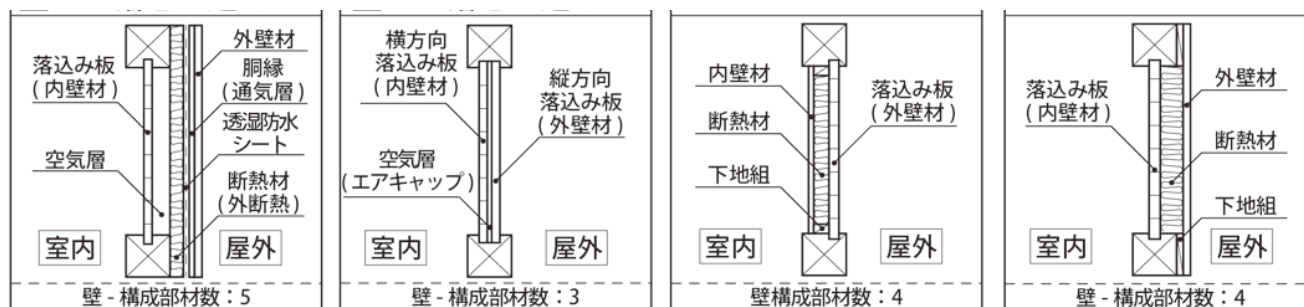 外壁材
落込み板
(内壁材)
胴縁
(通気層)
透湿防水
シート
空気層
断熱材
(外断熱)
室内
屋外
壁 - 構成部材数：5
横方向
落込み板
(内壁材)
縦方向
落込み板
(外壁材)
空気層
(エアキャップ)
室内
屋外
壁 - 構成部材数：3
内壁材
落込み板
(外壁材)
断熱材
下地組
室内
屋外
壁構成部材数：4
外壁材
落込み板
(内壁材)
断熱材
下地組
室内
屋外
壁 - 構成部材数：4